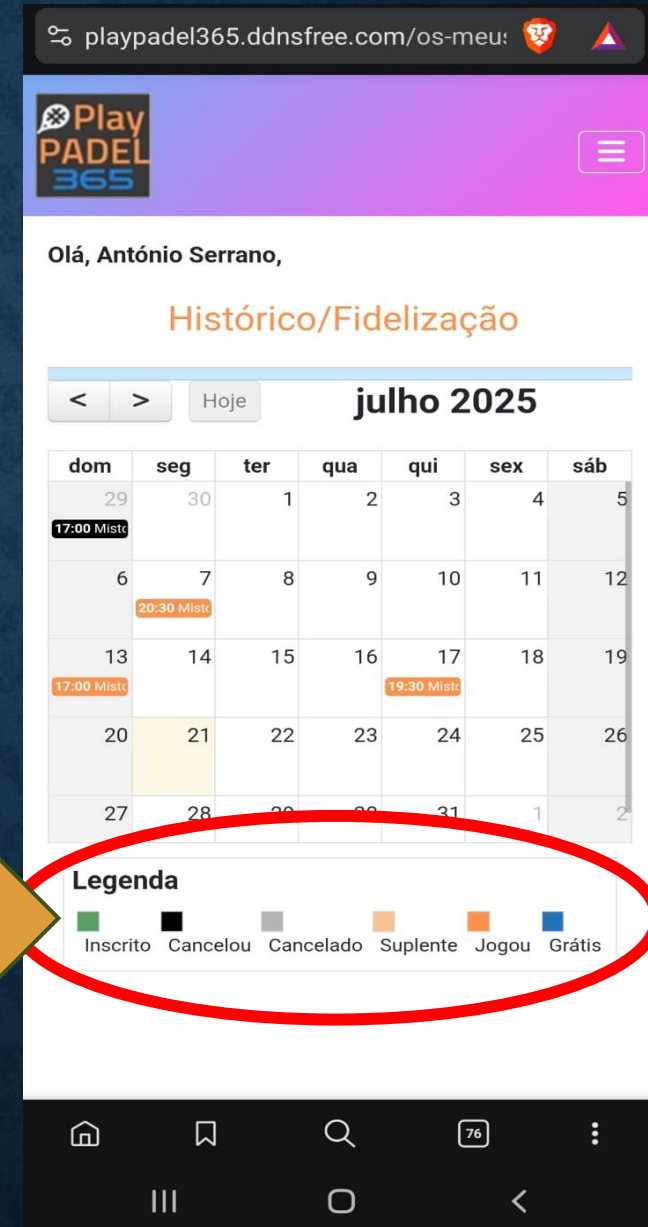 playpadel365.ddnsfree.com/os-meus
Play
PADEL
365
Olá, António Serrano,
Histórico/Fidelização
< > Hoje julho 2025
dom seg ter qua qui sex sáb
29 30 1 2 3 4 5
17:00 Misto
6 7 8 9 10 11 12
20:30 Misto
13 14 15 16 17 18 19
17:00 Misto 19:30 Misto
20 21 22 23 24 25 26
27 28 29 30 31 1 2
Legenda
Inscrito Cancelou Cancelado Suplente Jogou Grátis
76